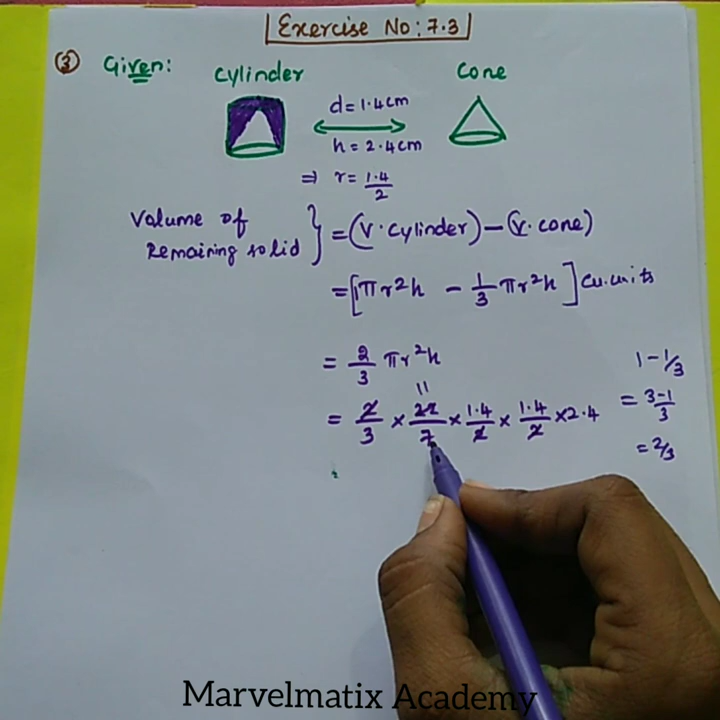 Exercise No: 7.3
③ Given: Cylinder Cone
d = 1.4cm
h = 2.4cm
⇒ r = 1.4/2
Volume of
Remaining solid } = (V. Cylinder) − (V. cone)
= [πr²h − 1/3 πr²h] cu.units
= 2/3 πr²h
11
= 2/3 × 22/7 × 1.4/2 × 1.4/2 × 2.4
1 − 1/3
= 3−1/3
= 2/3
Marvelmatix Academy